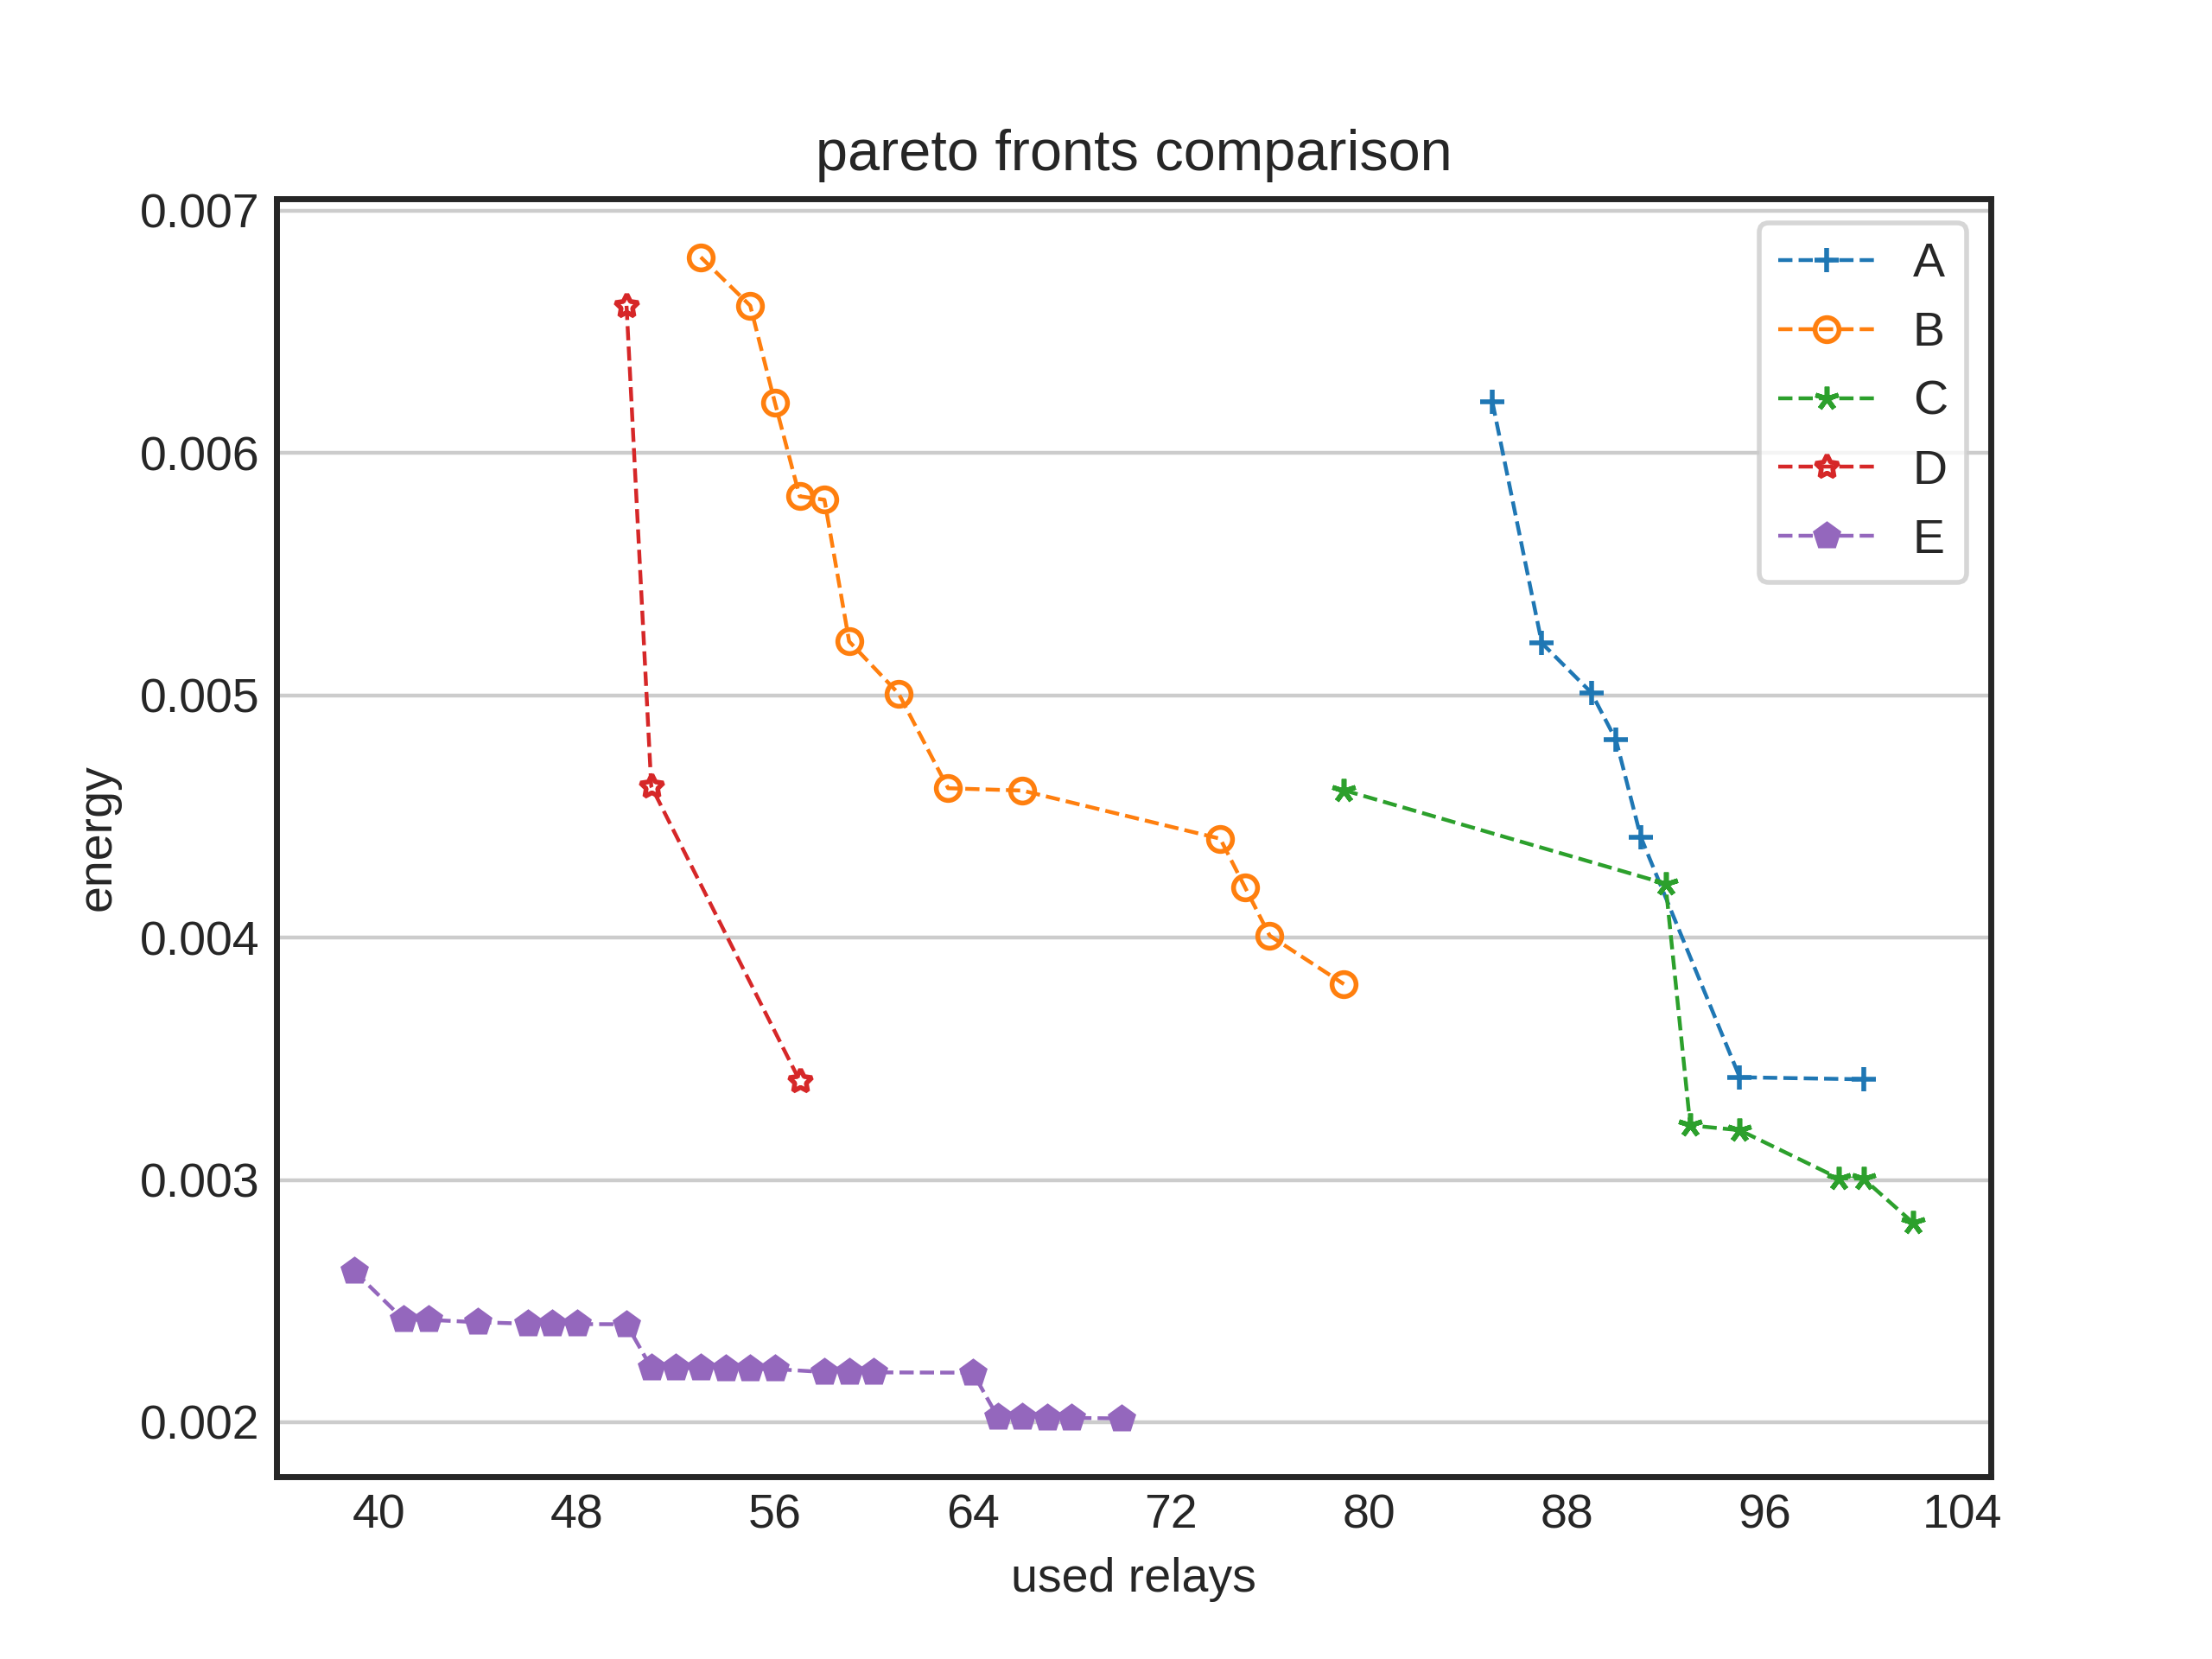 pareto fronts comparison
0.007
0.006
0.005
0.004
0.003
0.002
energy
A
B
C
D
E
40 48 56 64 72 80 88 96 104
used relays